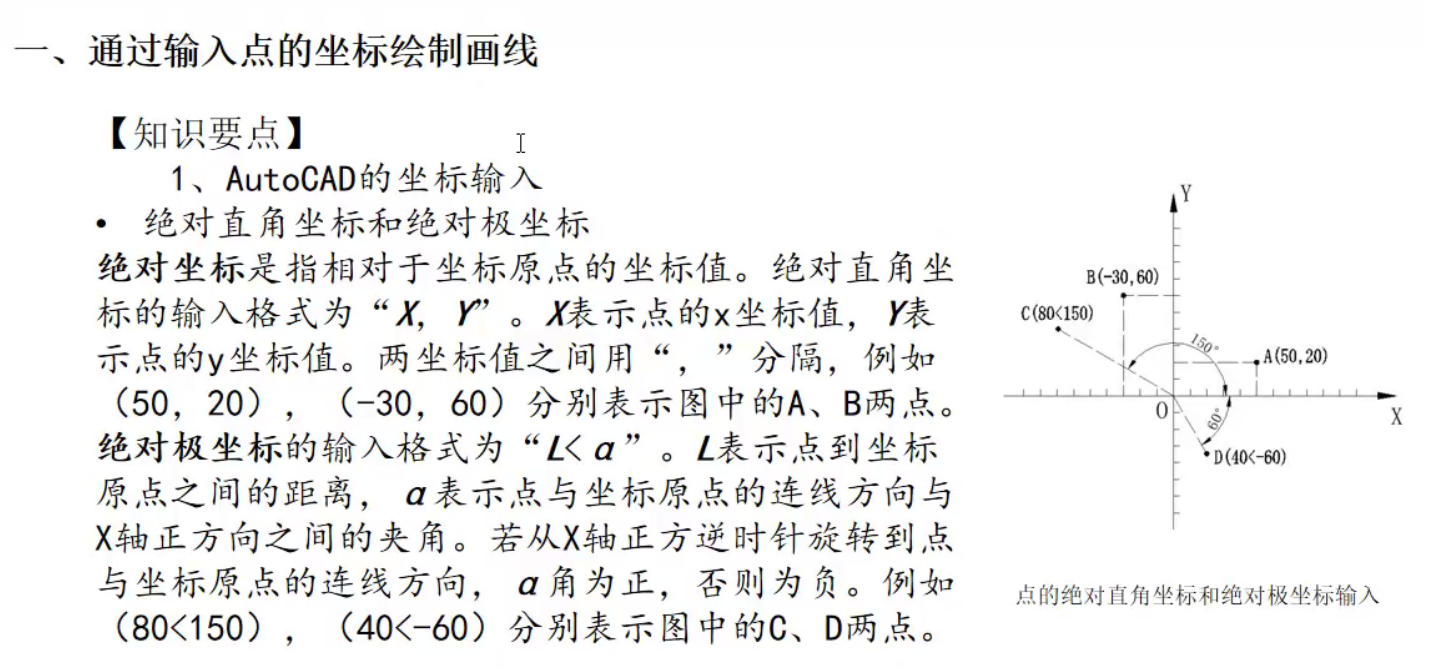 一、通过输入点的坐标绘制画线
【知识要点】
1、AutoCAD的坐标输入
• 绝对直角坐标和绝对极坐标
绝对坐标是指相对于坐标原点的坐标值。绝对直角坐
标的输入格式为“X, Y”。X表示点的x坐标值，Y表
示点的y坐标值。两坐标值之间用“，”分隔，例如
（50，20），（-30，60）分别表示图中的A、B两点。
绝对极坐标的输入格式为“L<α”。L表示点到坐标
原点之间的距离，α表示点与坐标原点的连线方向与
X轴正方向之间的夹角。若从X轴正方逆时针旋转到点
与坐标原点的连线方向，α角为正，否则为负。例如
（80<150），（40<-60）分别表示图中的C、D两点。
Y
B(-30,60)
C(80<150)
150°
A(50,20)
O
X
60°
D(40<-60)
点的绝对直角坐标和绝对极坐标输入